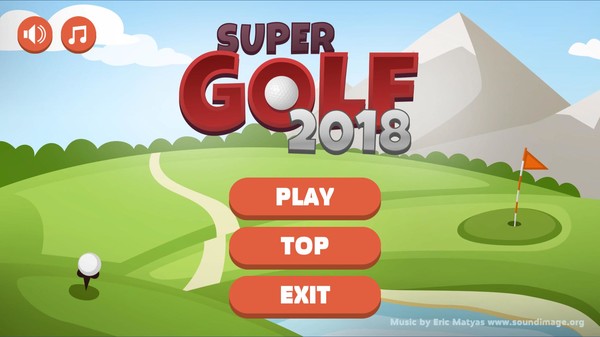 SUPER
GOLF
2018
PLAY
TOP
EXIT
Music by Eric Matyas www.soundimage.org